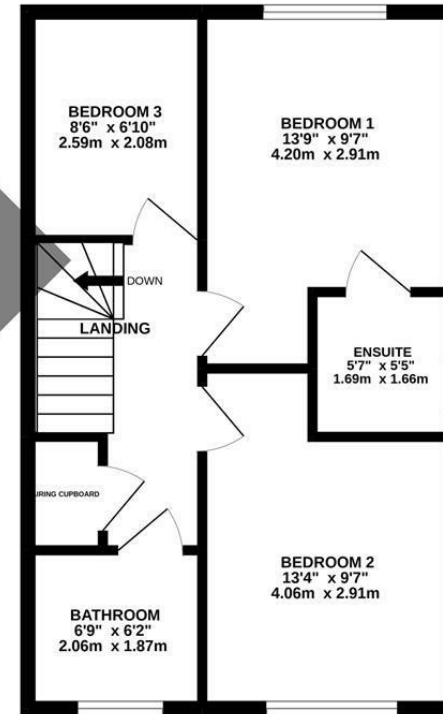 BEDROOM 3
8'6" x 6'10"
2.59m x 2.08m
BEDROOM 1
13'9" x 9'7"
4.20m x 2.91m
DOWN
LANDING
ENSUITE
5'7" x 5'5"
1.69m x 1.66m
IRING CUPBOARD
BEDROOM 2
13'4" x 9'7"
4.06m x 2.91m
BATHROOM
6'9" x 6'2"
2.06m x 1.87m